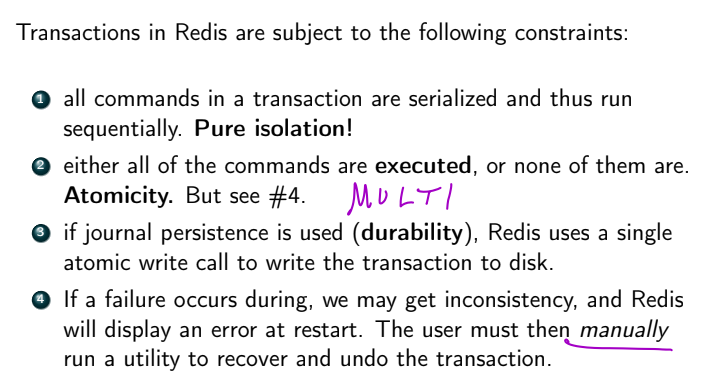 Transactions in Redis are subject to the following constraints:
1 all commands in a transaction are serialized and thus run
sequentially. Pure isolation!
2 either all of the commands are executed, or none of them are.
Atomicity. But see #4. MULTI
3 if journal persistence is used (durability), Redis uses a single
atomic write call to write the transaction to disk.
4 If a failure occurs during, we may get inconsistency, and Redis
will display an error at restart. The user must then manually
run a utility to recover and undo the transaction.